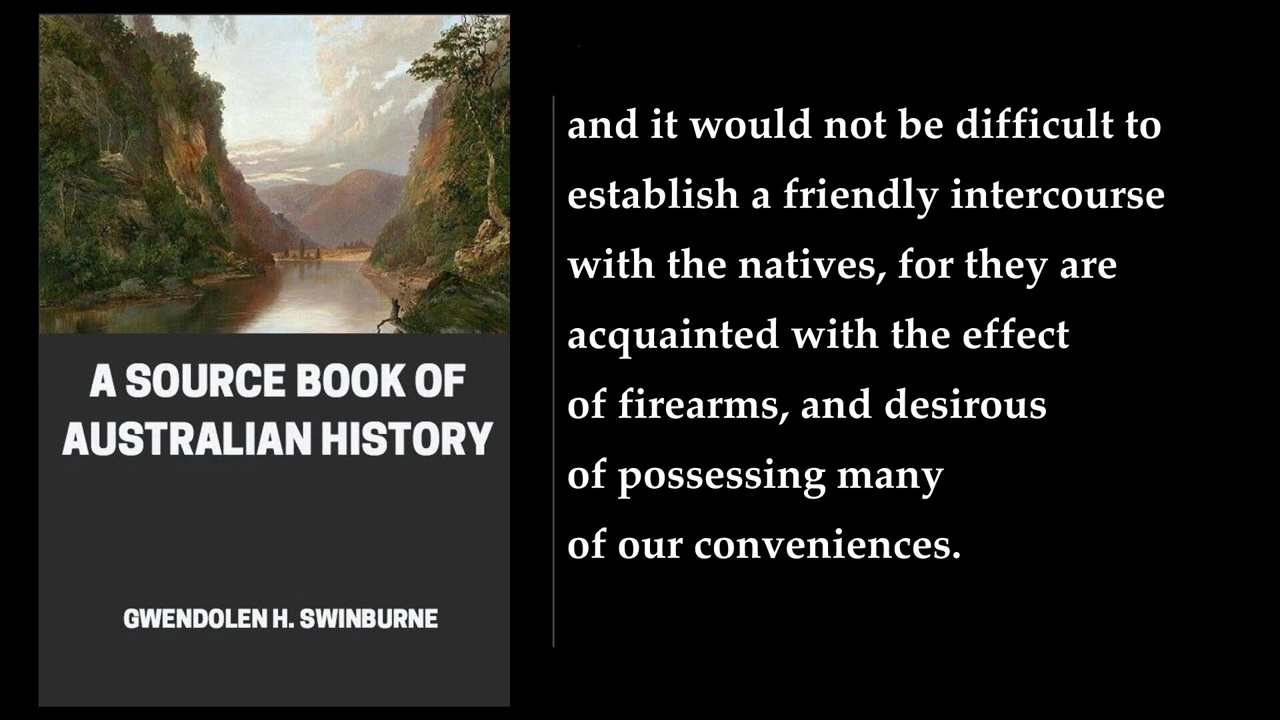 A SOURCE BOOK OF
AUSTRALIAN HISTORY
GWENDOLEN H. SWINBURNE
and it would not be difficult to
establish a friendly intercourse
with the natives, for they are
acquainted with the effect
of firearms, and desirous
of possessing many
of our conveniences.